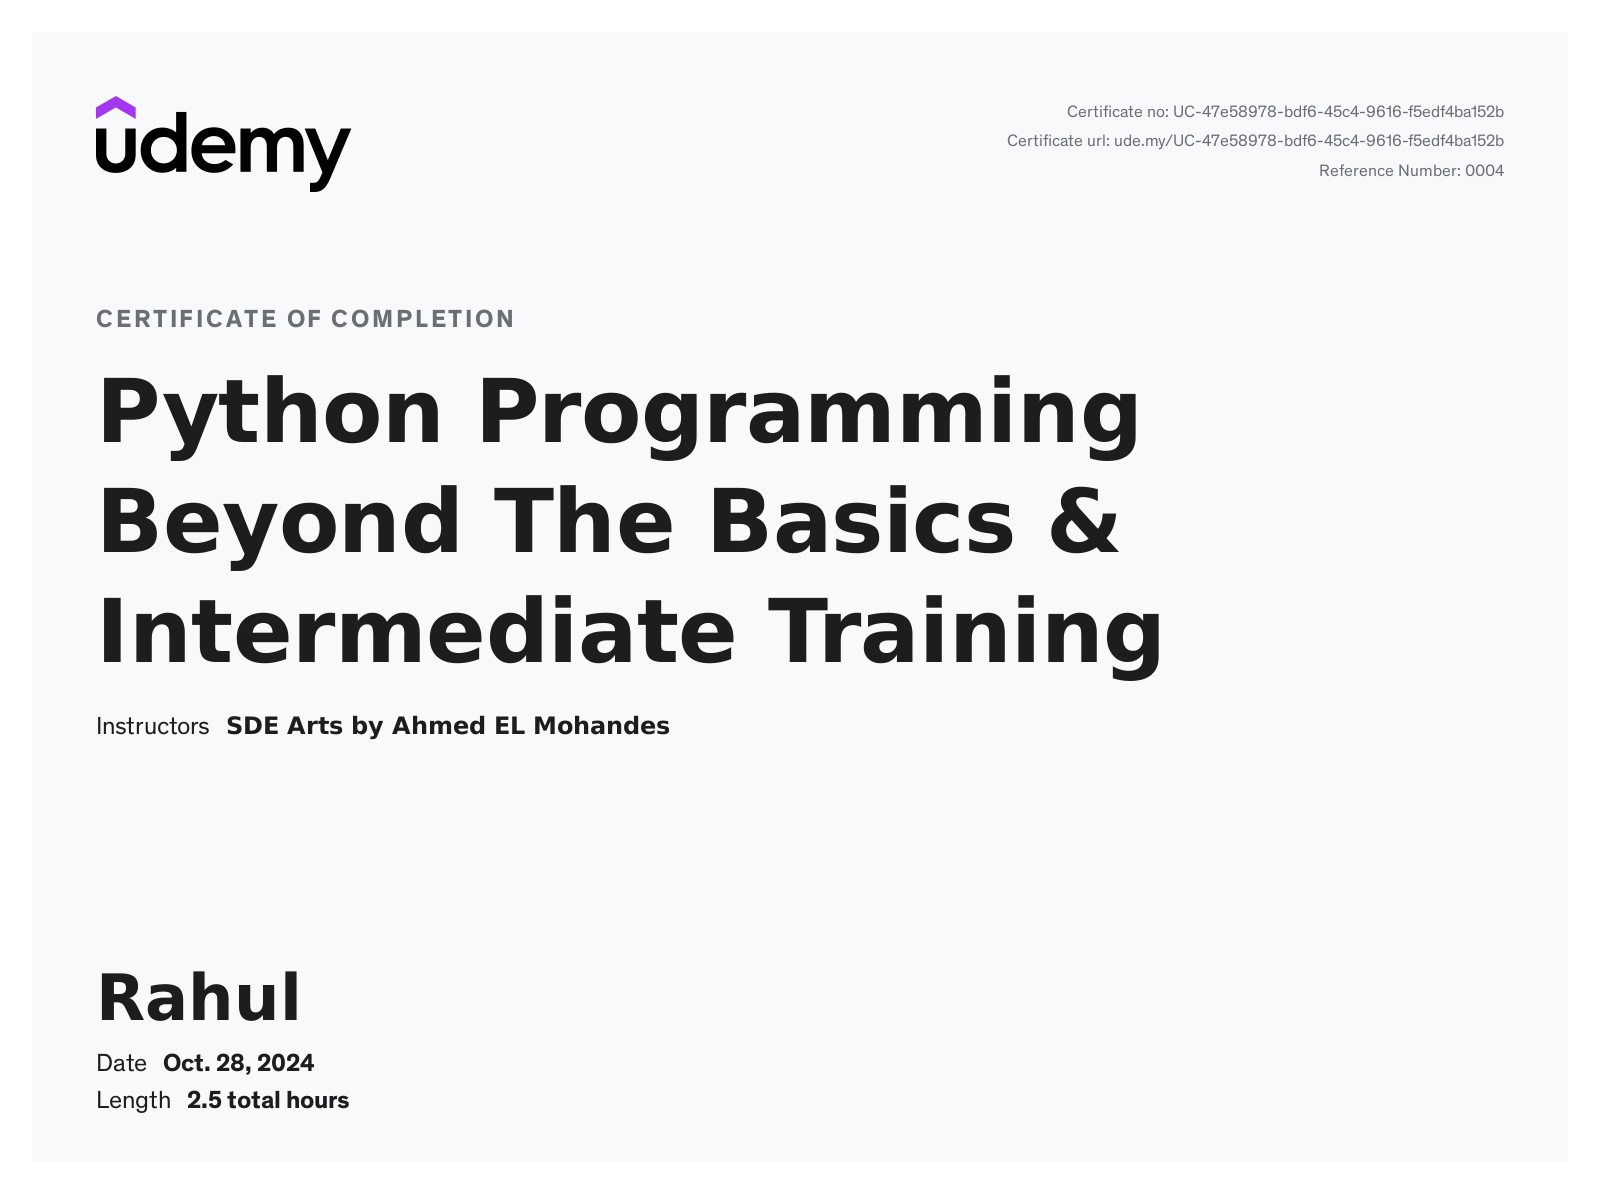 udemy
Certificate no: UC-47e58978-bdf6-45c4-9616-f5edf4ba152b
Certificate url: ude.my/UC-47e58978-bdf6-45c4-9616-f5edf4ba152b
Reference Number: 0004
CERTIFICATE OF COMPLETION
Python Programming
Beyond The Basics &
Intermediate Training
Instructors SDE Arts by Ahmed EL Mohandes
Rahul
Date Oct. 28, 2024
Length 2.5 total hours